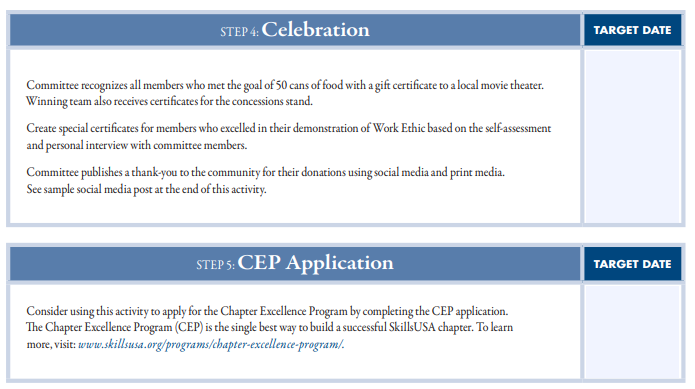 STEP 4: Celebration
TARGET DATE
Committee recognizes all members who met the goal of 50 cans of food with a gift certificate to a local movie theater.
Winning team also receives certificates for the concessions stand.
Create special certificates for members who excelled in their demonstration of Work Ethic based on the self-assessment
and personal interview with committee members.
Committee publishes a thank-you to the community for their donations using social media and print media.
See sample social media post at the end of this activity.
STEP 5: CEP Application
TARGET DATE
Consider using this activity to apply for the Chapter Excellence Program by completing the CEP application.
The Chapter Excellence Program (CEP) is the single best way to build a successful SkillsUSA chapter. To learn
more, visit: www.skillsusa.org/programs/chapter-excellence-program/.